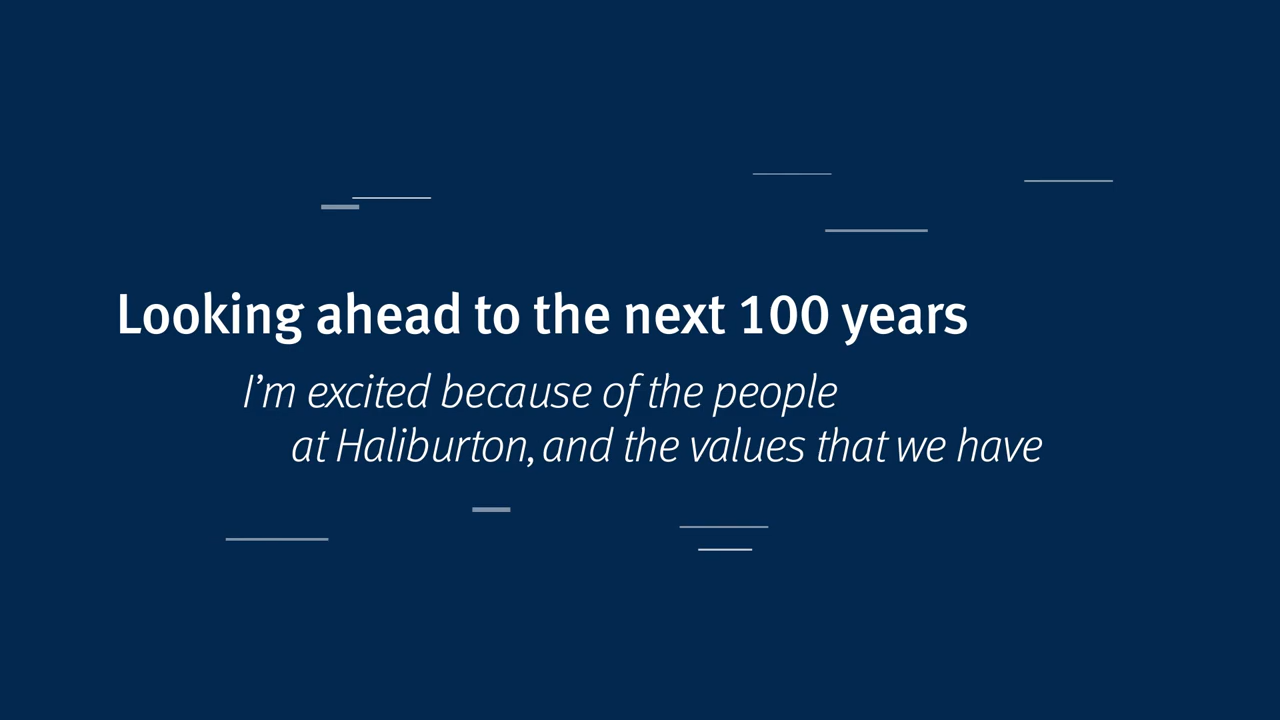 Looking ahead to the next 100 years
I’m excited because of the people
at Haliburton, and the values that we have